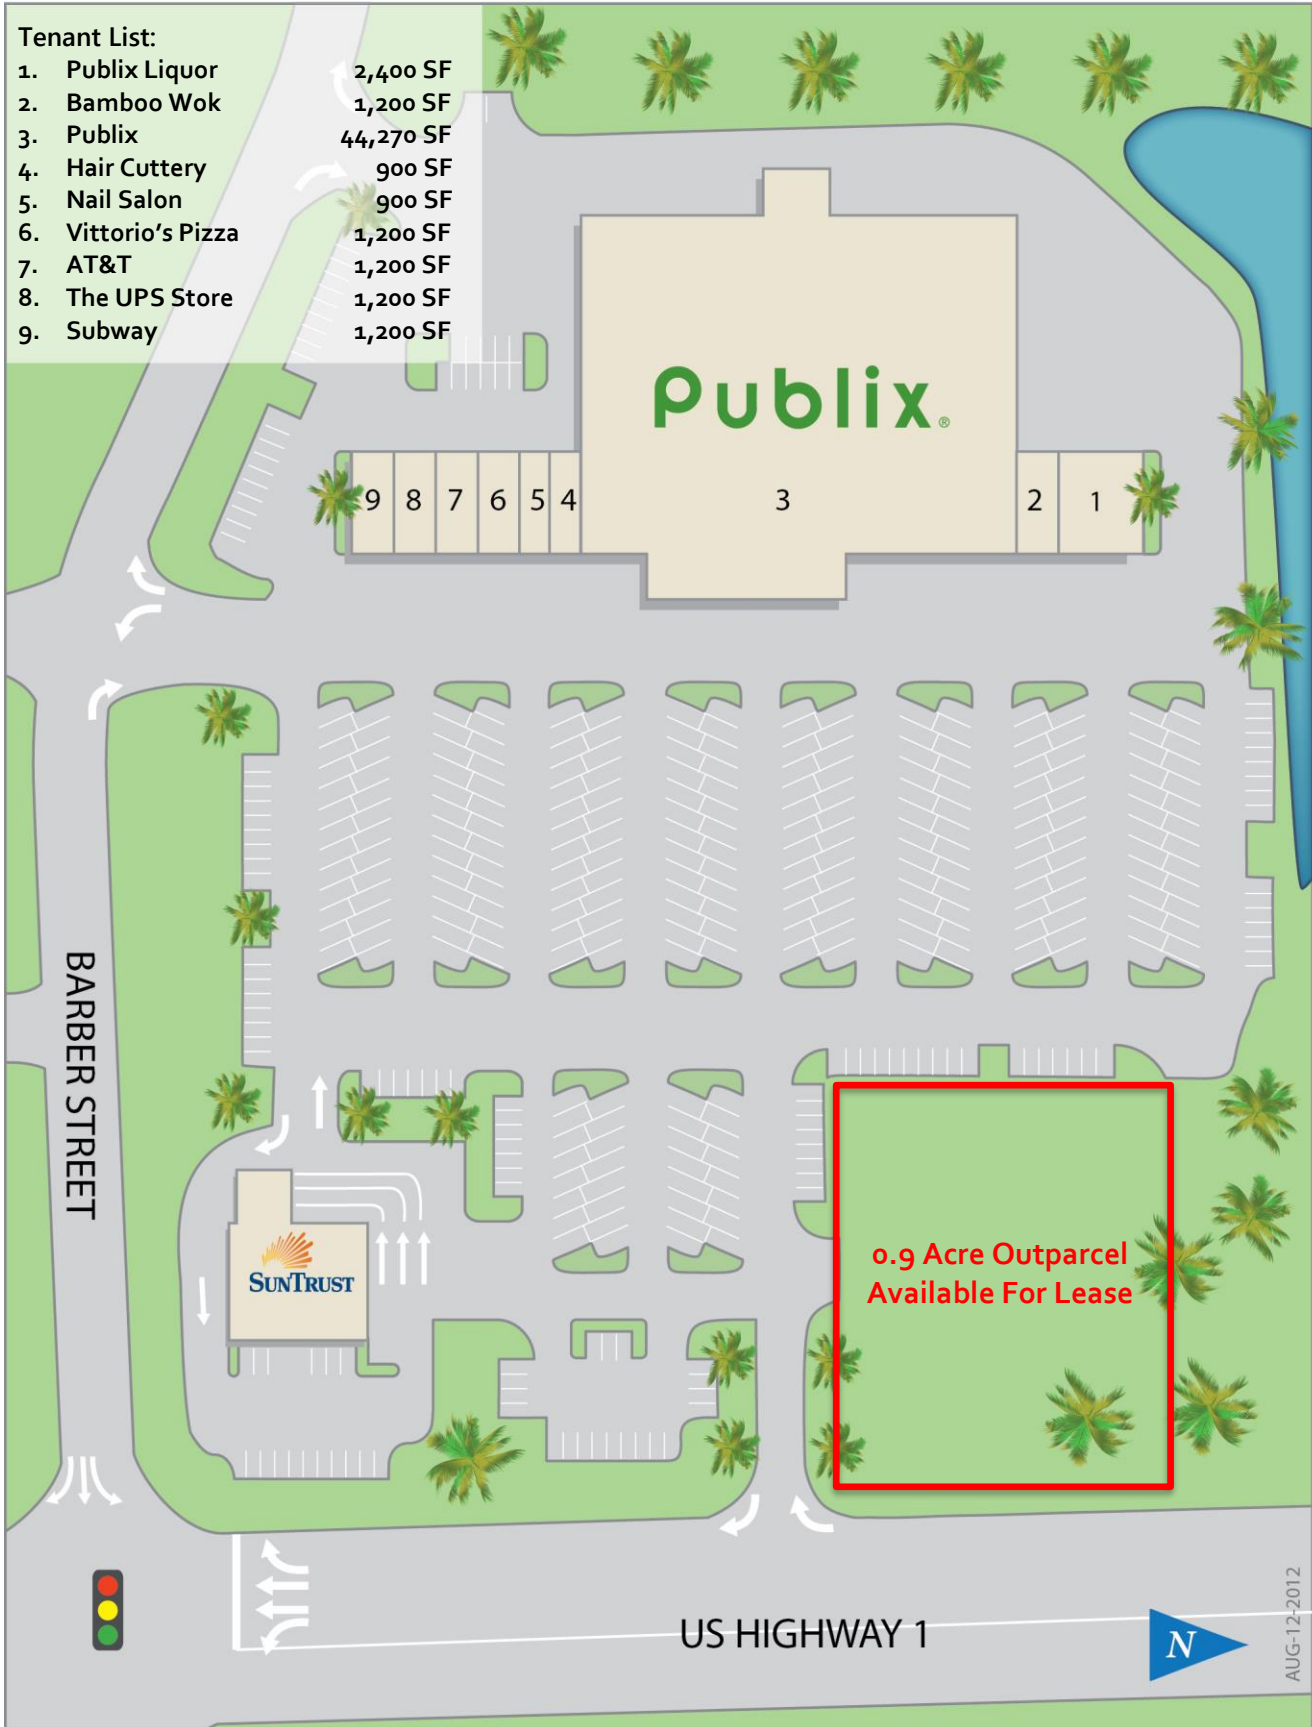 Tenant List:
1. Publix Liquor 2,400 SF
2. Bamboo Wok 1,200 SF
3. Publix 44,270 SF
4. Hair Cuttery 900 SF
5. Nail Salon 900 SF
6. Vittorio's Pizza 1,200 SF
7. AT&T 1,200 SF
8. The UPS Store 1,200 SF
9. Subway 1,200 SF
Publix®
9 8 7 6 5 4 3 2 1
BARBER STREET
SUNTRUST
0.9 Acre Outparcel
Available For Lease
US HIGHWAY 1
N
AUG-12-2012